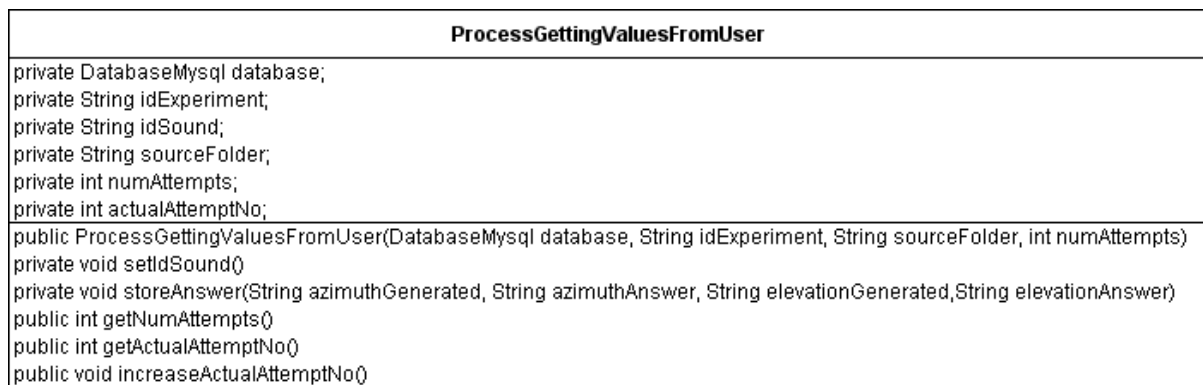 ProcessGettingValuesFromUser
private DatabaseMysql database;
private String idExperiment;
private String idSound;
private String sourceFolder;
private int numAttempts;
private int actualAttemptNo;
public ProcessGettingValuesFromUser(DatabaseMysql database, String idExperiment, String sourceFolder, int numAttempts)
private void setIdSound()
private void storeAnswer(String azimuthGenerated, String azimuthAnswer, String elevationGenerated,String elevationAnswer)
public int getNumAttempts()
public int getActualAttemptNo()
public void increaseActualAttemptNo()